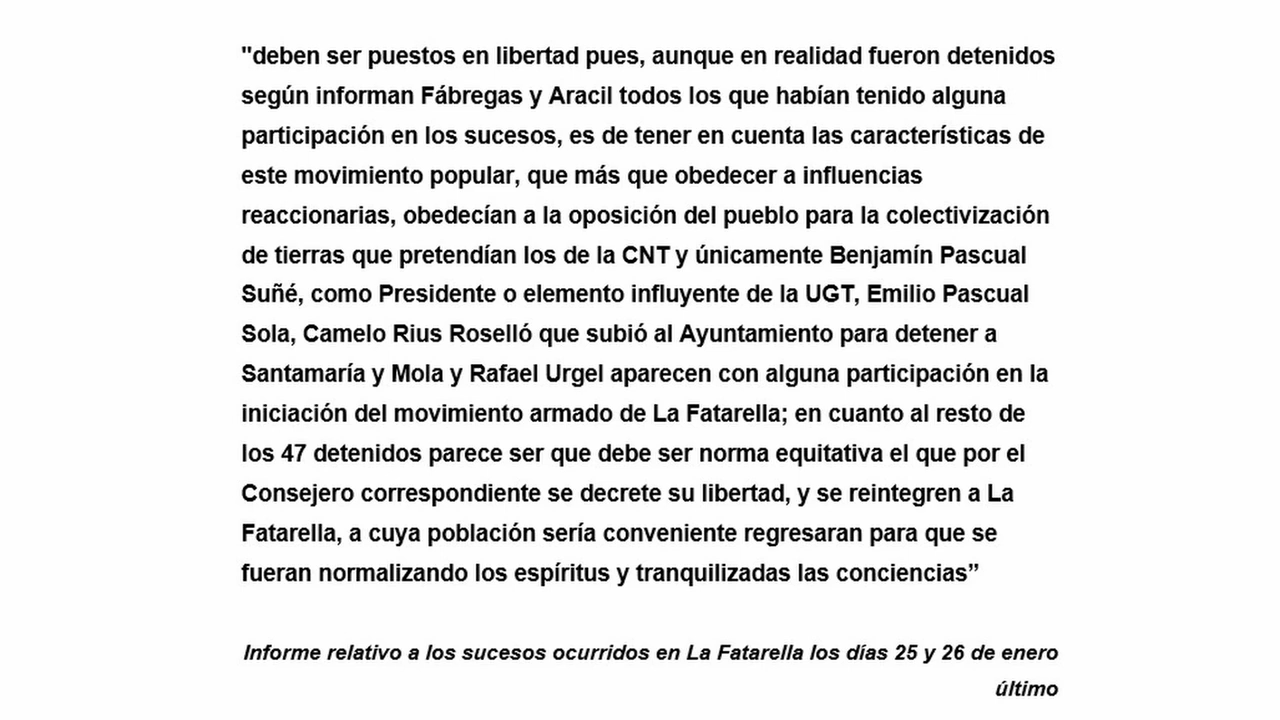 "deben ser puestos en libertad pues, aunque en realidad fueron detenidos
según informan Fábregas y Aracil todos los que habían tenido alguna
participación en los sucesos, es de tener en cuenta las características de
este movimiento popular, que más que obedecer a influencias
reaccionarias, obedecían a la oposición del pueblo para la colectivización
de tierras que pretendían los de la CNT y únicamente Benjamín Pascual
Suñé, como Presidente o elemento influyente de la UGT, Emilio Pascual
Sola, Camelo Rius Roselló que subió al Ayuntamiento para detener a
Santamaría y Mola y Rafael Urgel aparecen con alguna participación en la
iniciación del movimiento armado de La Fatarella; en cuanto al resto de
los 47 detenidos parece ser que debe ser norma equitativa el que por el
Consejero correspondiente se decrete su libertad, y se reintegren a La
Fatarella, a cuya población sería conveniente regresaran para que se
fueran normalizando los espíritus y tranquilizadas las conciencias”
Informe relativo a los sucesos ocurridos en La Fatarella los días 25 y 26 de enero
último